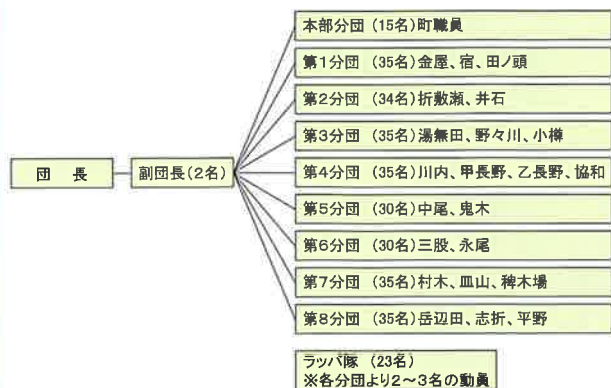 本部分団 (15名)町職員
第1分団 (35名)金屋、宿、田ノ頭
第2分団 (34名)折敷瀬、井石
第3分団 (35名)湯無田、野々川、小樽
団 長
副団長(2名)
第4分団 (35名)川内、甲長野、乙長野、協和
第5分団 (30名)中尾、鬼木
第6分団 (30名)三股、永尾
第7分団 (35名)村木、皿山、稗木場
第8分団 (35名)岳辺田、志折、平野
ラッパ隊 (23名)
※各分団より2～3名の動員